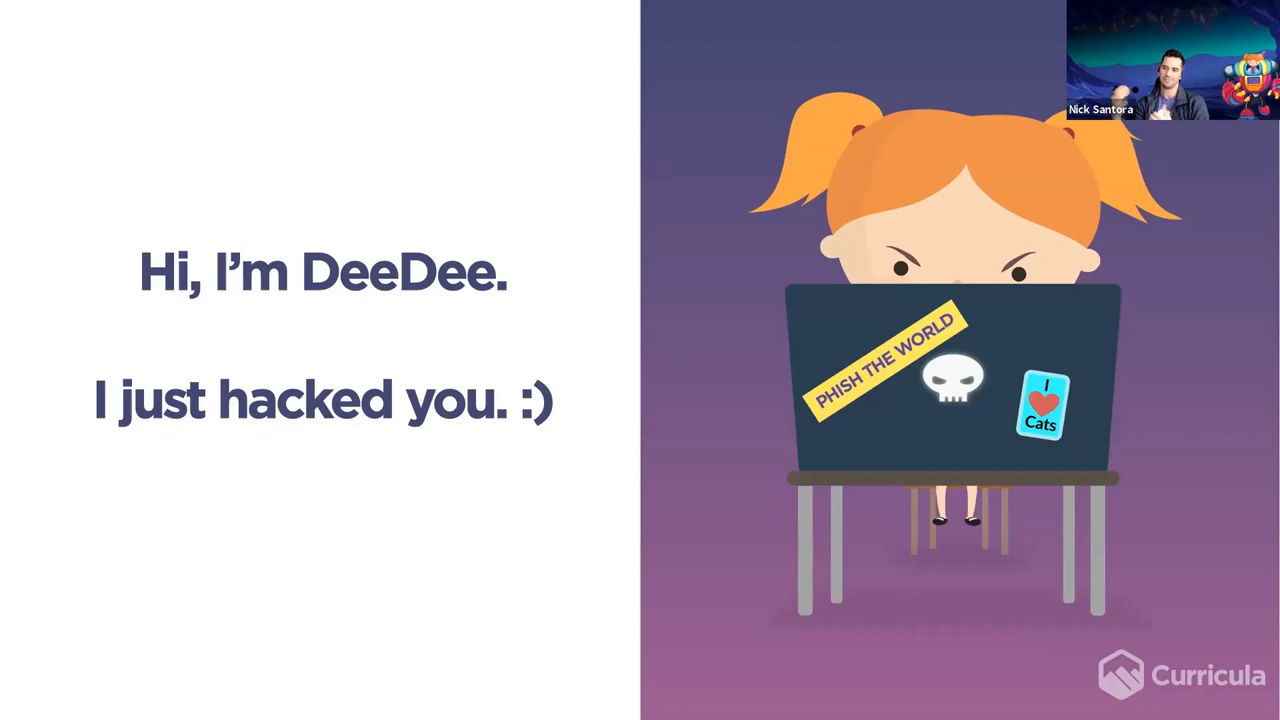 Nick Santora
Hi, I'm DeeDee.
I just hacked you. :)
PHISH THE WORLD
I
Cats
Curricula